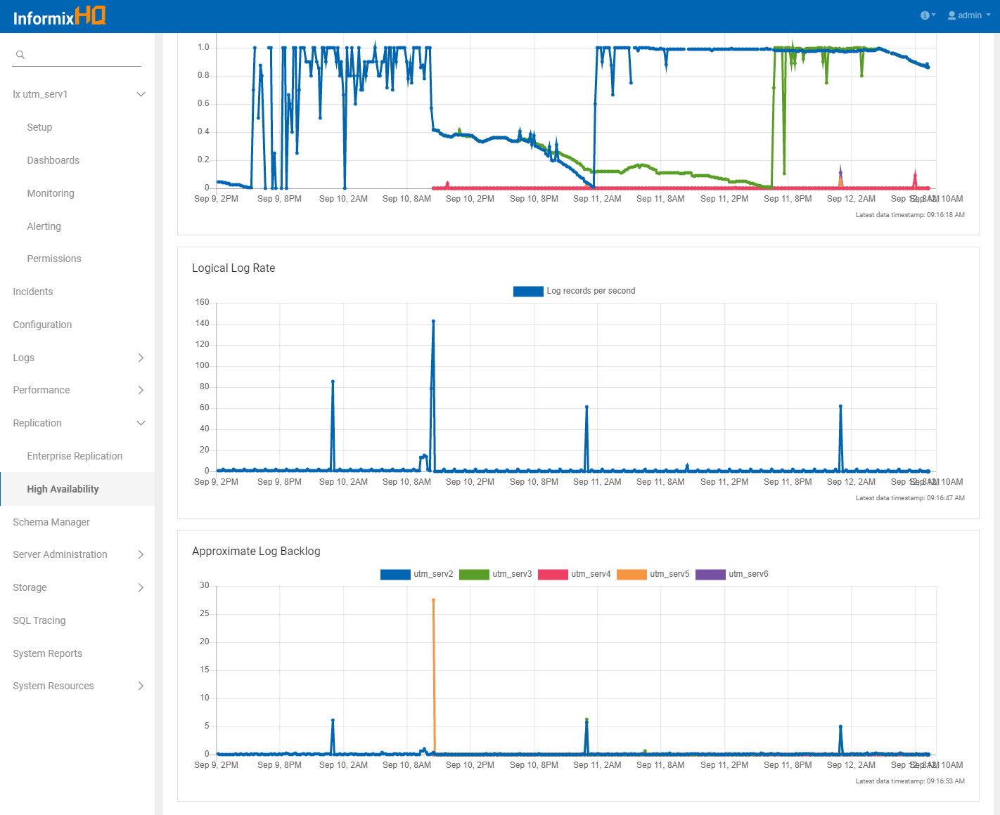 InformixHQ
admin
lx utm_serv1
Setup
Dashboards
Monitoring
Alerting
Permissions
Incidents
Configuration
Logs
Performance
Replication
Enterprise Replication
High Availability
Schema Manager
Server Administration
Storage
SQL Tracing
System Reports
System Resources
1.0
0.8
0.6
0.4
0.2
0
Sep 9, 2PM Sep 9, 8PM Sep 10, 2AM Sep 10, 8AM Sep 10, 2PM Sep 10, 8PM Sep 11, 2AM Sep 11, 8AM Sep 11, 2PM Sep 11, 8PM Sep 12, 2AM Sep 12, 8AM Sep 12, 10AM
Latest data timestamp: 09:16:18 AM
Logical Log Rate
Log records per second
160
140
120
100
80
60
40
20
0
Sep 9, 2PM Sep 9, 8PM Sep 10, 2AM Sep 10, 8AM Sep 10, 2PM Sep 10, 8PM Sep 11, 2AM Sep 11, 8AM Sep 11, 2PM Sep 11, 8PM Sep 12, 2AM Sep 12, 8AM Sep 12, 10AM
Latest data timestamp: 09:16:47 AM
Approximate Log Backlog
utm_serv2 utm_serv3 utm_serv4 utm_serv5 utm_serv6
30
25
20
15
10
5
0
Sep 9, 2PM Sep 9, 8PM Sep 10, 2AM Sep 10, 8AM Sep 10, 2PM Sep 10, 8PM Sep 11, 2AM Sep 11, 8AM Sep 11, 2PM Sep 11, 8PM Sep 12, 2AM Sep 12, 8AM Sep 12, 10AM
Latest data timestamp: 09:16:53 AM